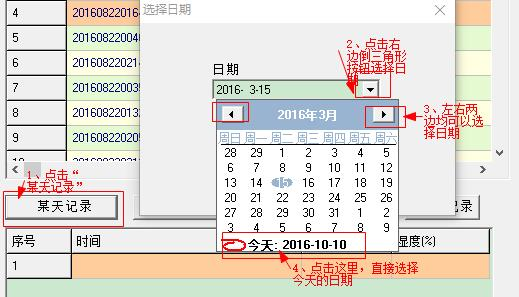 选择日期
4
2016082201
5
2016082200
6
2016082202
7
2016082203
8
2016082213
9
20160822020
2、点击右
边倒三角形
按钮选择日
期
日期
2016- 3-15
2016年3月
3、左右两
边均可以选
择日期
周日 周一 周二 周三 周四 周五 周六
28 29 1 2 3 4 5
6 7 8 9 10 11 12
13 14 15 16 17 18 19
20 21 22 23 24 25 26
27 28 29 30 31 1 2
3 4 5 6 7 8 9
今天: 2016-10-10
1、点击“
某天记录”
某天记录
记录
序号 时间 湿度(%)
1
4、点击这里，直接选择
今天的日期